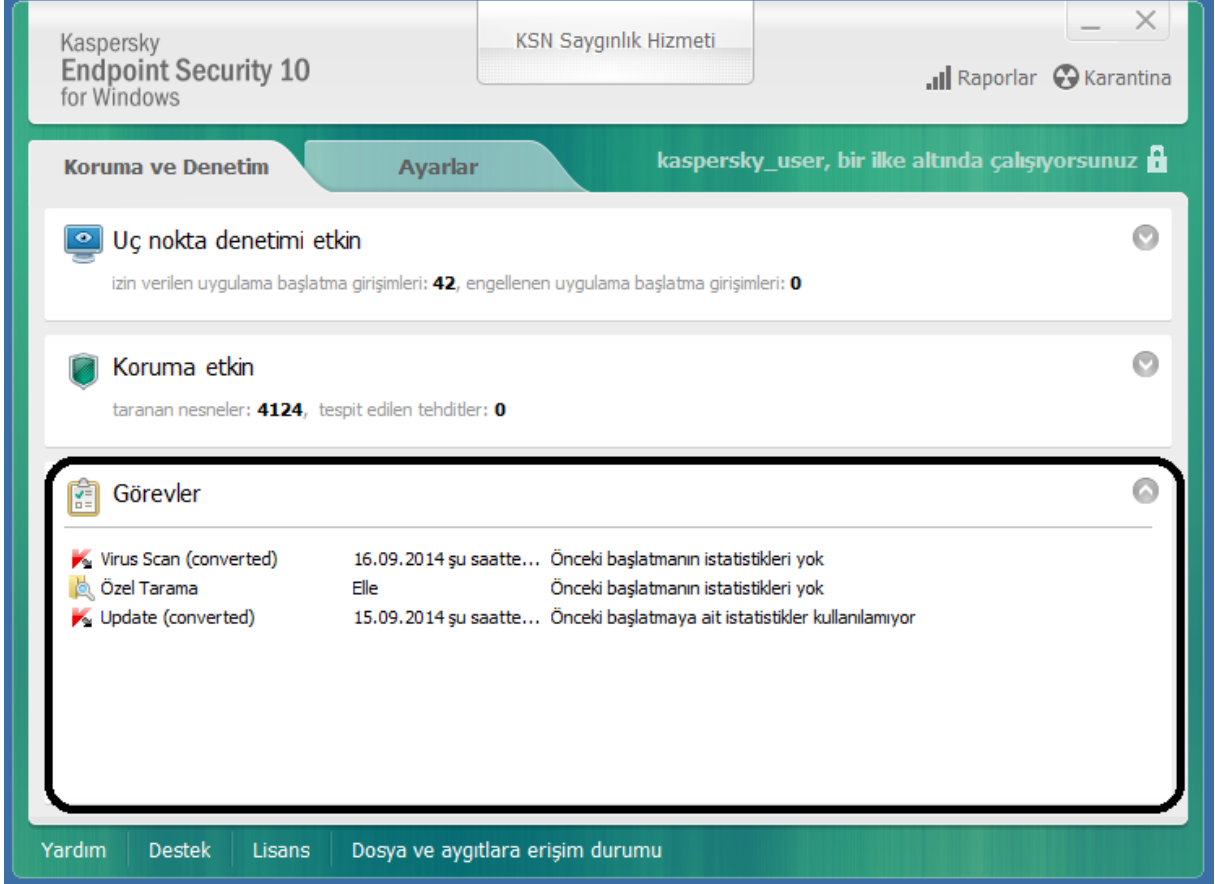 Kaspersky
Endpoint Security 10
for Windows
KSN Saygınlık Hizmeti
Raporlar Karantina
Koruma ve Denetim
Ayarlar
kaspersky_user, bir ilke altında çalışıyorsunuz
Uç nokta denetimi etkin
izin verilen uygulama başlatma girişimleri: 42, engellenen uygulama başlatma girişimleri: 0
Koruma etkin
taranan nesneler: 4124, tespit edilen tehditler: 0
Görevler
Virus Scan (converted) 16.09.2014 şu saatte... Önceki başlatmanın istatistikleri yok
Özel Tarama Elle Önceki başlatmanın istatistikleri yok
Update (converted) 15.09.2014 şu saatte... Önceki başlatmaya ait istatistikler kullanılamıyor
Yardım Destek Lisans Dosya ve aygıtlara erişim durumu